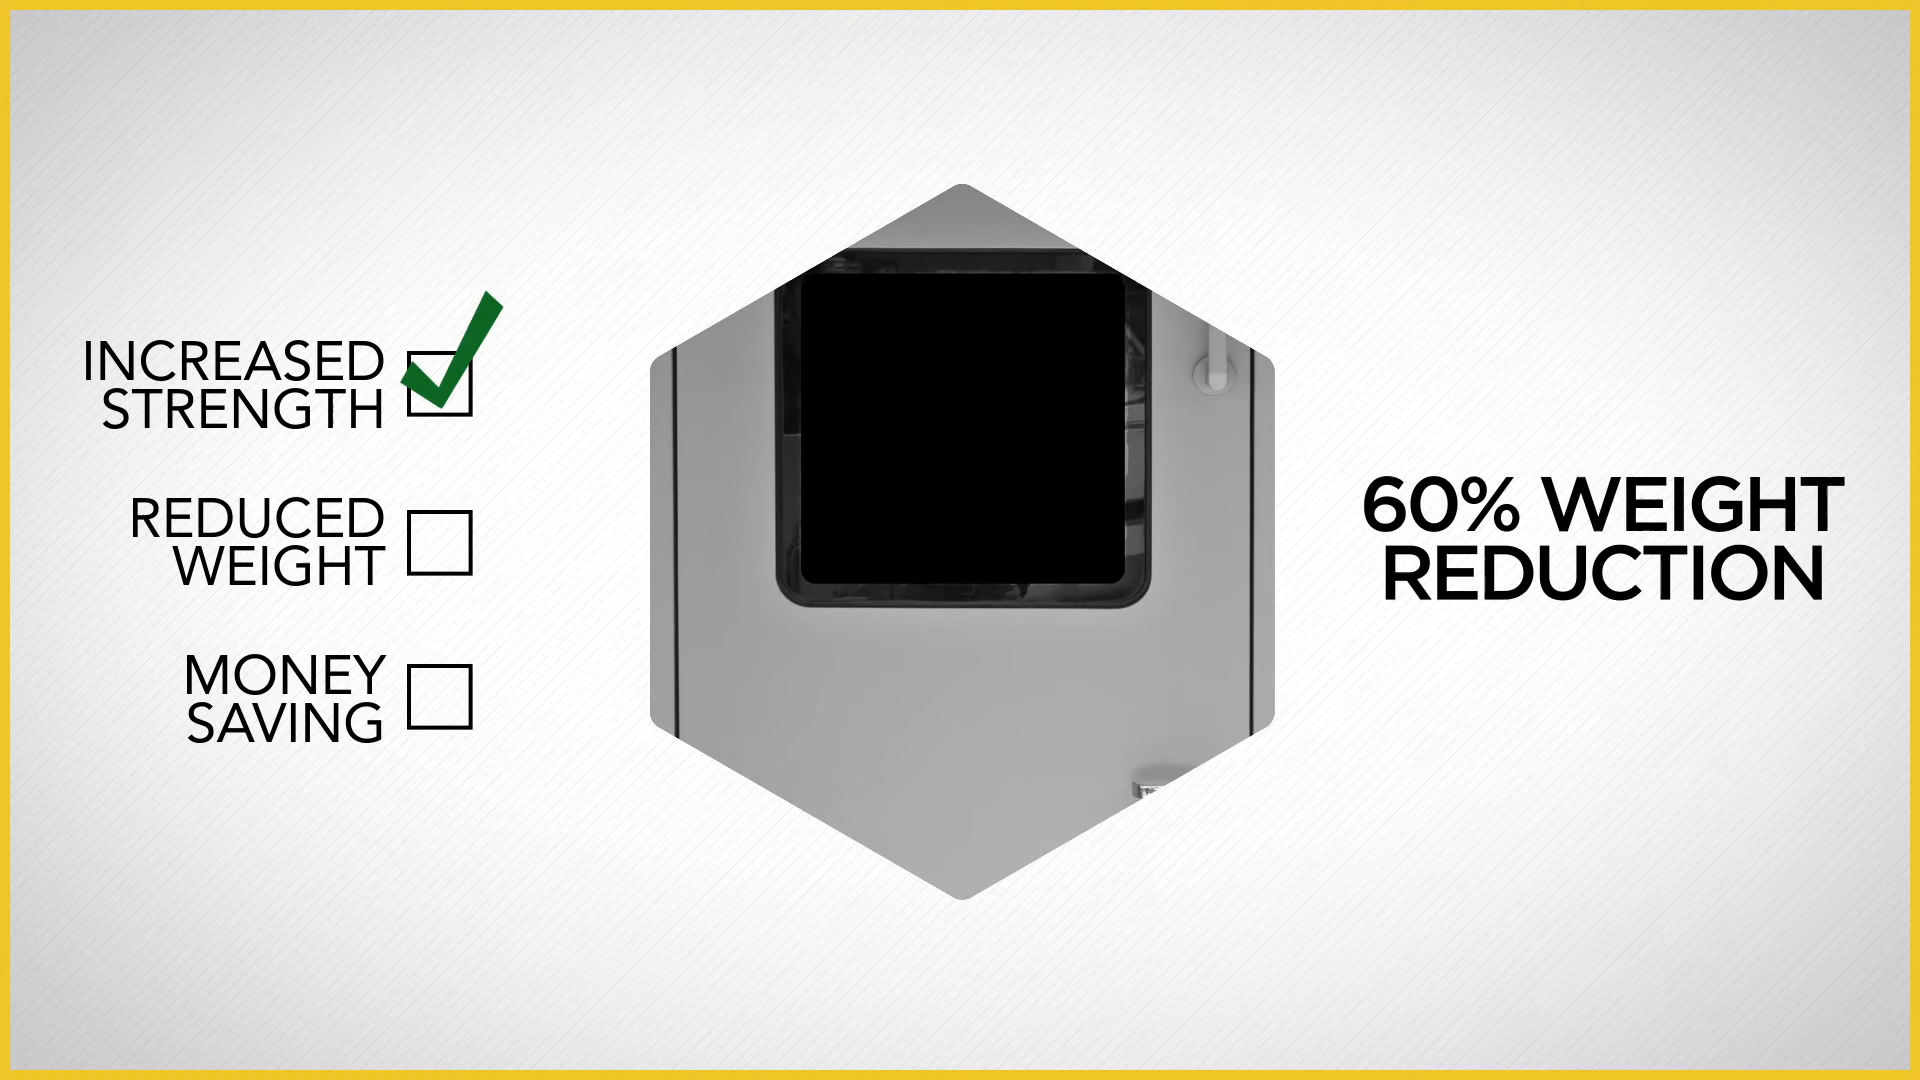 INCREASED
STRENGTH
REDUCED
WEIGHT
MONEY
SAVING
60% WEIGHT
REDUCTION